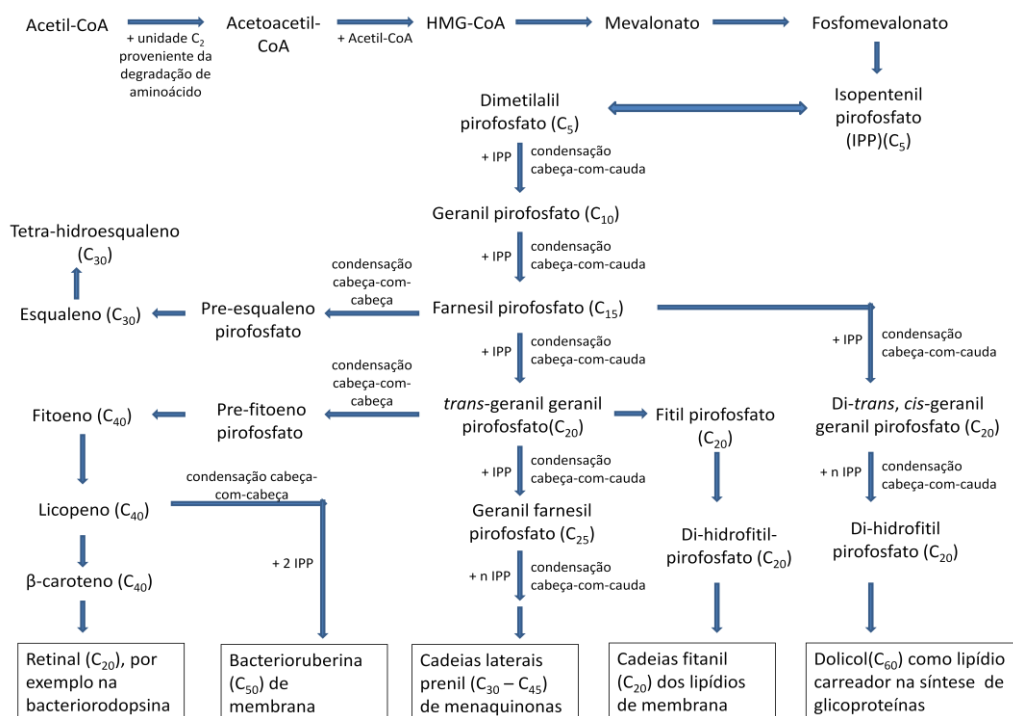 Acetil-CoA
+ unidade C₂
proveniente da
degradação de
aminoácido
Acetoacetil-
CoA
+ Acetil-CoA
HMG-CoA
Mevalonato
Fosfomevalonato
Dimetilalil
pirofosfato (C₅)
Isopentenil
pirofosfato
(IPP)(C₅)
+ IPP
condensação
cabeça-com-cauda
Geranil pirofosfato (C₁₀)
+ IPP
condensação
cabeça-com-cauda
Tetra-hidroesqualeno
(C₃₀)
Esqualeno (C₃₀)
Pre-esqualeno
pirofosfato
condensação
cabeça-com-
cabeça
Farnesil pirofosfato (C₁₅)
+ IPP
condensação
cabeça-com-cauda
+ IPP
condensação
cabeça-com-cauda
Fitoeno (C₄₀)
Pre-fitoeno
pirofosfato
condensação
cabeça-com-
cabeça
trans-geranil geranil
pirofosfato(C₂₀)
Fitil pirofosfato
(C₂₀)
Di-trans, cis-geranil
geranil pirofosfato (C₂₀)
+ IPP
condensação
cabeça-com-cauda
+ n IPP
condensação
cabeça-com-cauda
Licopeno (C₄₀)
condensação cabeça-
com-cabeça
+ 2 IPP
Geranil farnesil
pirofosfato
(C₂₅)
Di-hidrofitil-
pirofosfato (C₂₀)
Di-hidrofitil
pirofosfato (C₂₀)
β-caroteno (C₄₀)
+ n IPP
condensação
cabeça-com-cauda
Retinal (C₂₀), por
exemplo na
bacteriorodopsina
Bacterioruberina
(C₅₀) de
membrana
Cadeias laterais
prenil (C₃₀ – C₄₅)
de menaquinonas
Cadeias fitanil
(C₂₀) dos lipídios
de membrana
Dolicol(C₆₀) como lipídio
carreador na síntese de
glicoproteínas